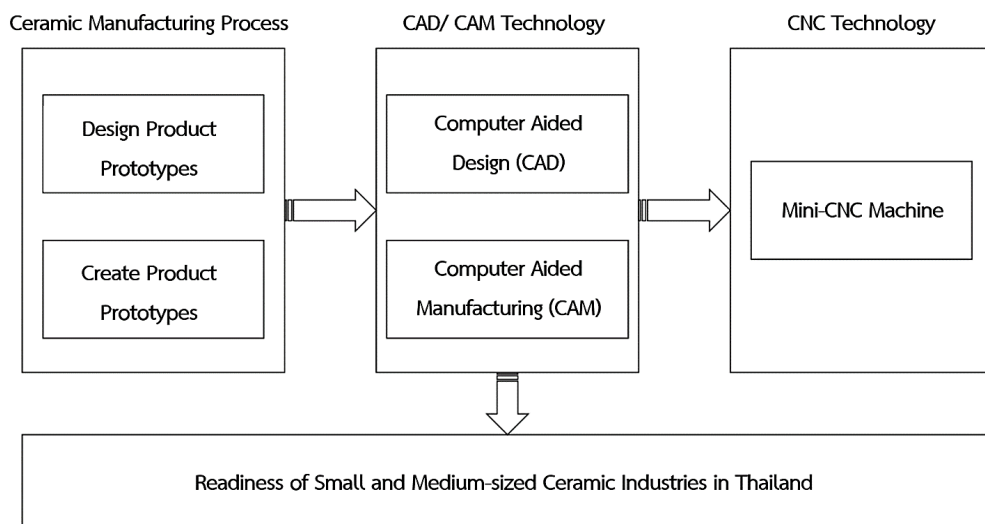 Ceramic Manufacturing Process
Design Product
Prototypes
Create Product
Prototypes
CAD/ CAM Technology
Computer Aided
Design (CAD)
Computer Aided
Manufacturing (CAM)
CNC Technology
Mini-CNC Machine
Readiness of Small and Medium-sized Ceramic Industries in Thailand